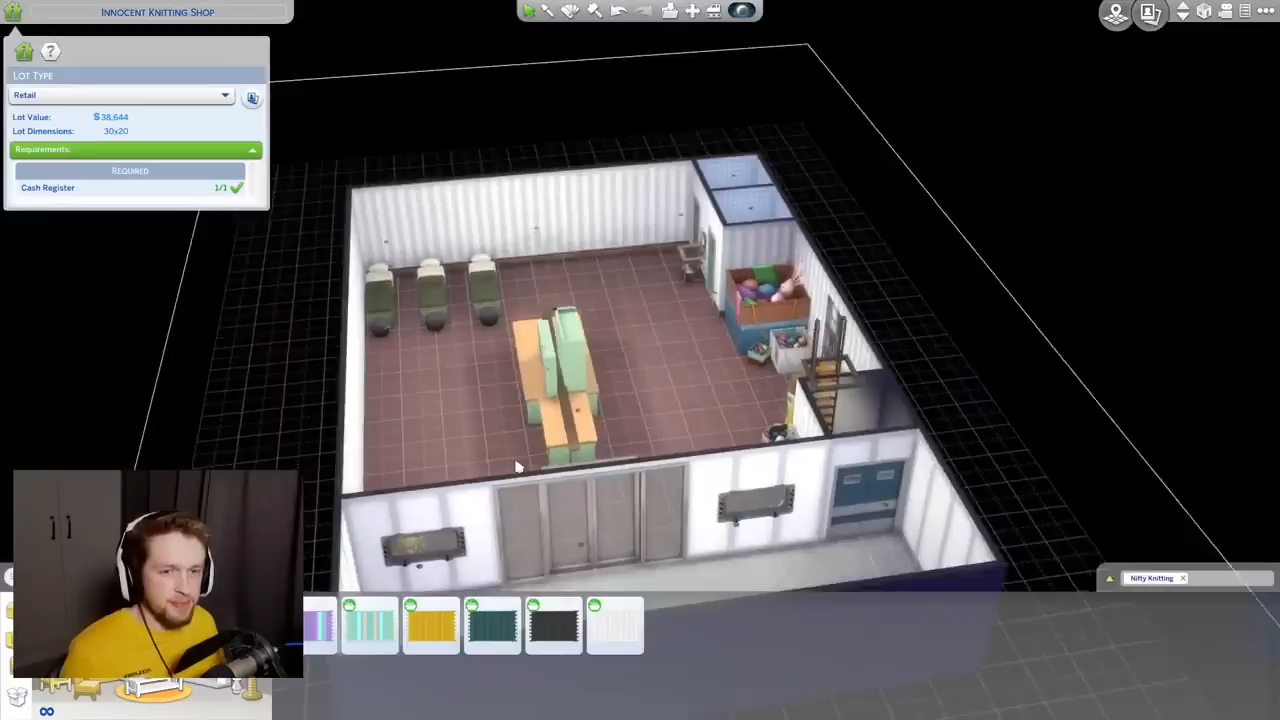 INNOCENT KNITTING SHOP
LOT TYPE
Retail
Lot Value: §38,644
Lot Dimensions: 30x20
Requirements:
REQUIRED
Cash Register 1/1
Nifty Knitting